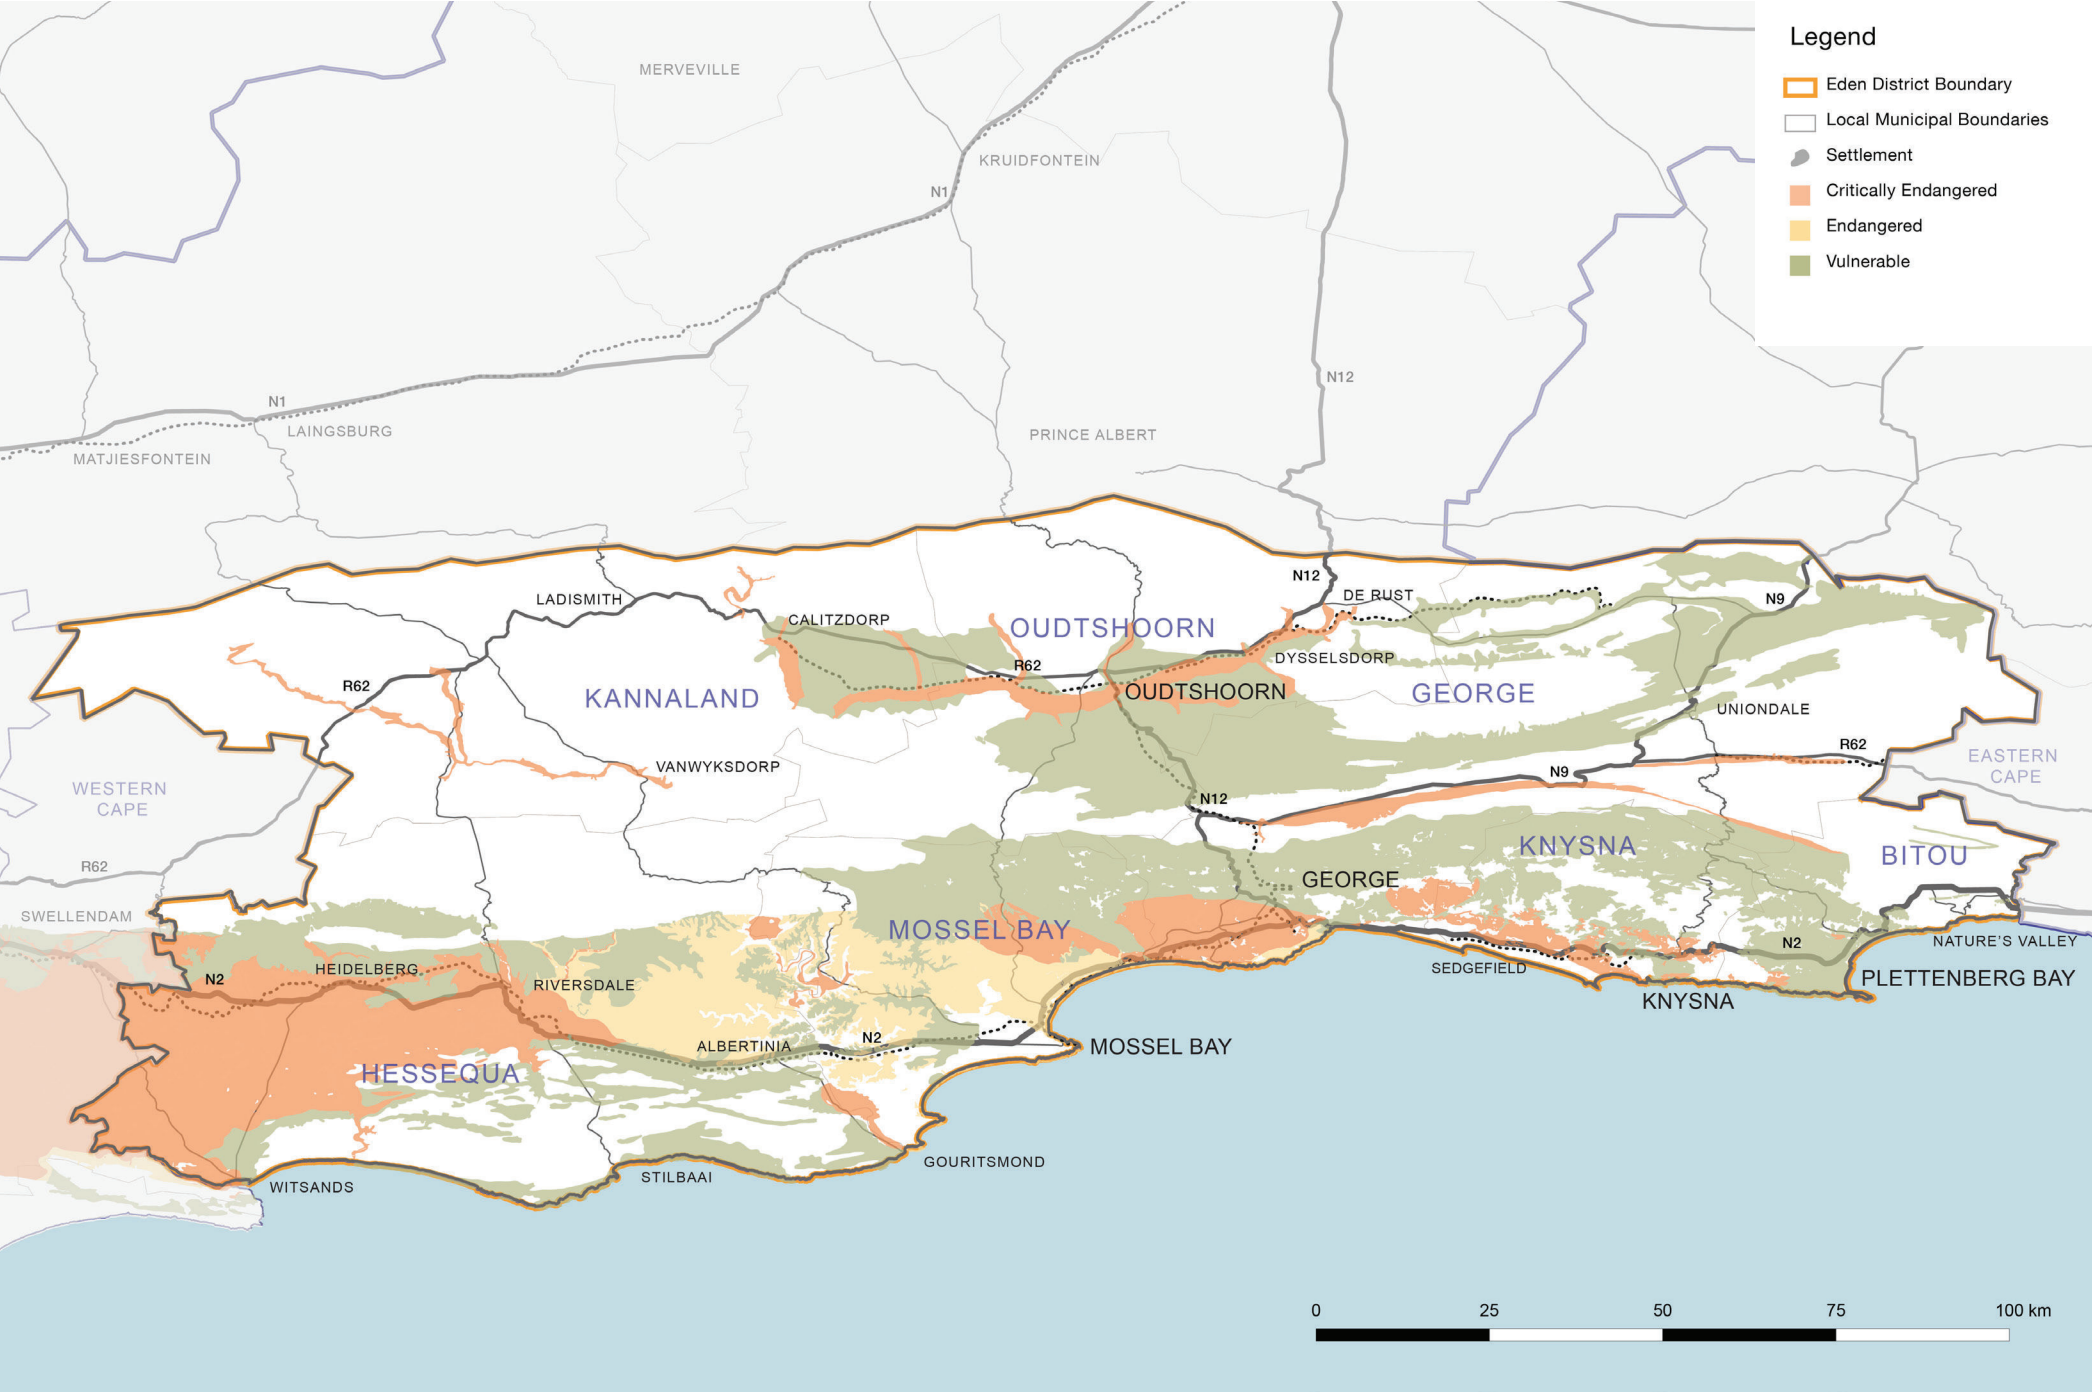 Legend
Eden District Boundary
Local Municipal Boundaries
Settlement
Critically Endangered
Endangered
Vulnerable
MERVEVILLE
KRUIDFONTEIN
N1
N12
N1
LAINGSBURG
PRINCE ALBERT
MATJIESFONTEIN
N12
DE RUST
LADISMITH
N9
CALITZDORP
OUDTSHOORN
DYSSELSDORP
R62
R62
KANNALAND
OUDTSHOORN
GEORGE
UNIONDALE
R62
VANWYKSDORP
N9
EASTERN
CAPE
WESTERN
CAPE
N12
KNYSNA
BITOU
R62
GEORGE
SWELLENDAM
MOSSEL BAY
N2
NATURE'S VALLEY
HEIDELBERG
SEDGEFIELD
N2
RIVERSDALE
PLETTENBERG BAY
KNYSNA
N2
ALBERTINIA
MOSSEL BAY
HESSEQUA
GOURITSMOND
STILBAAI
WITSANDS
0 25 50 75 100 km